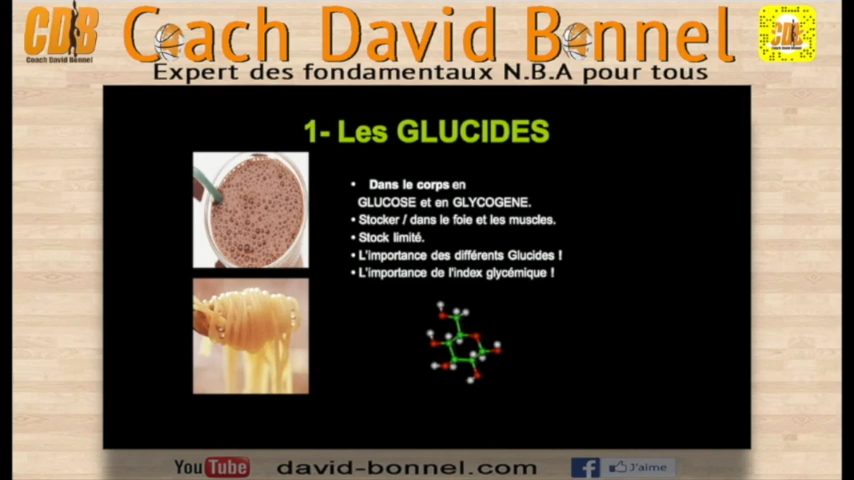 CDB
Coach David Bonnel
Coach David Bonnel
Expert des fondamentaux N.B.A pour tous
1- Les GLUCIDES
• Dans le corps en
GLUCOSE et en GLYCOGENE.
• Stocker / dans le foie et les muscles.
• Stock limité.
• L'importance des différents Glucides !
• L'importance de l'index glycémique !
YouTube
david-bonnel.com
J'aime